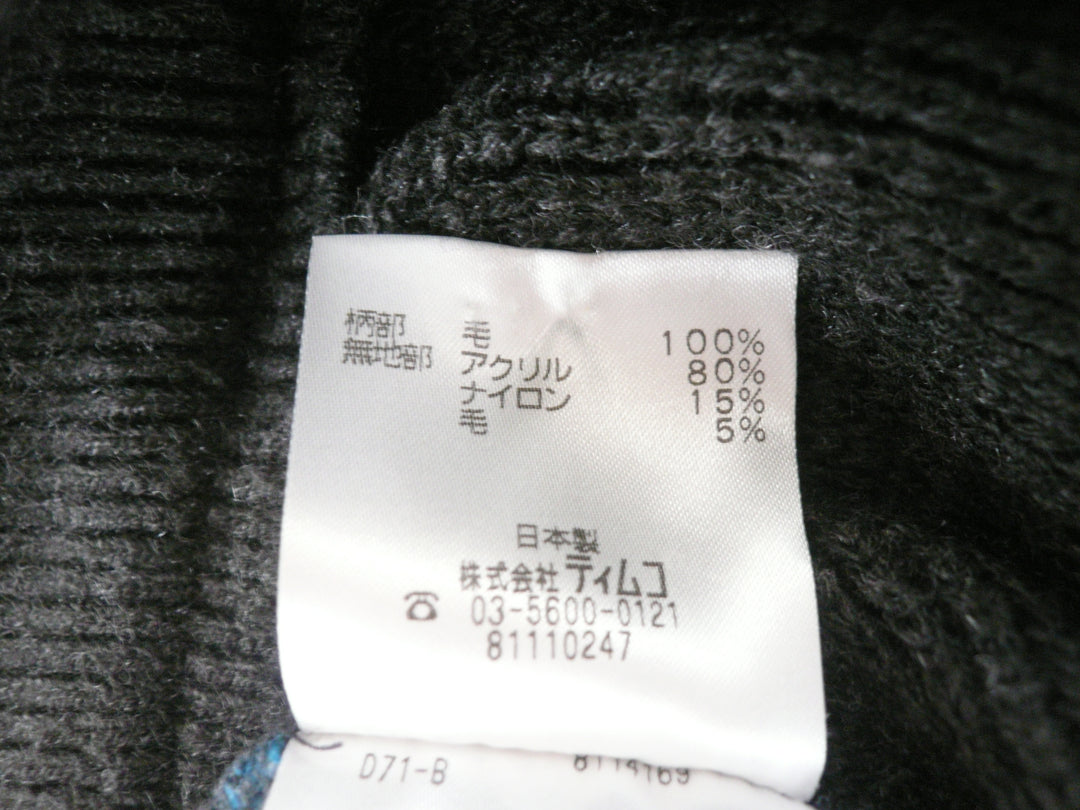 柄部 毛 100%
無地部 アクリル 80%
ナイロン 15%
毛 5%
日本製
株式会社 ティムコ
☎ 03-5600-0121
81110247
D71-B 8114169